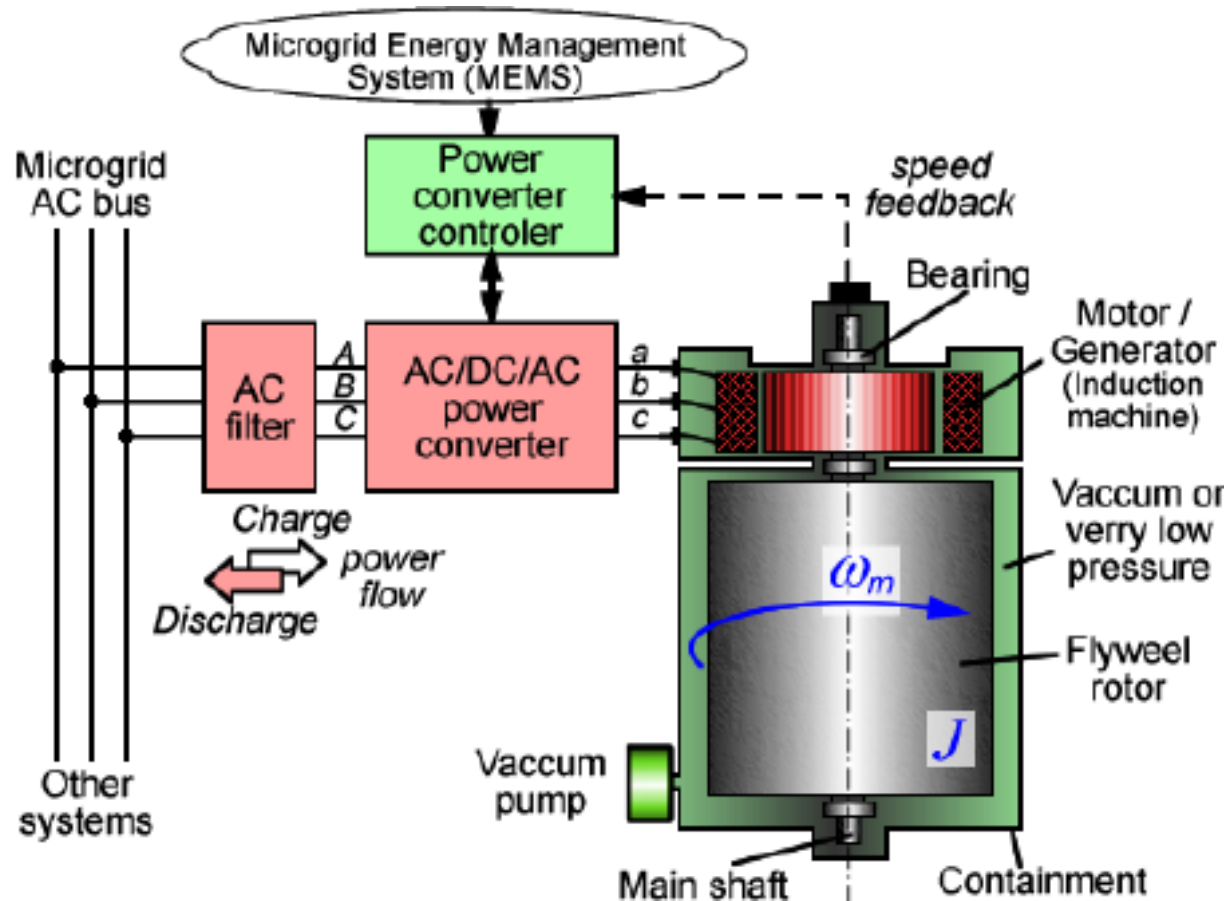 Microgrid Energy Management
System (MEMS)
Microgrid
AC bus
Power
converter
controler
speed
feedback
Bearing
Motor /
Generator
(Induction
machine)
AC
filter
A
B
C
AC/DC/AC
power
converter
a
b
c
Charge
power
flow
Discharge
Vaccum or
verry low
pressure
ωm
Flyweel
rotor
J
Vaccum
pump
Other
systems
Main shaft
Containment